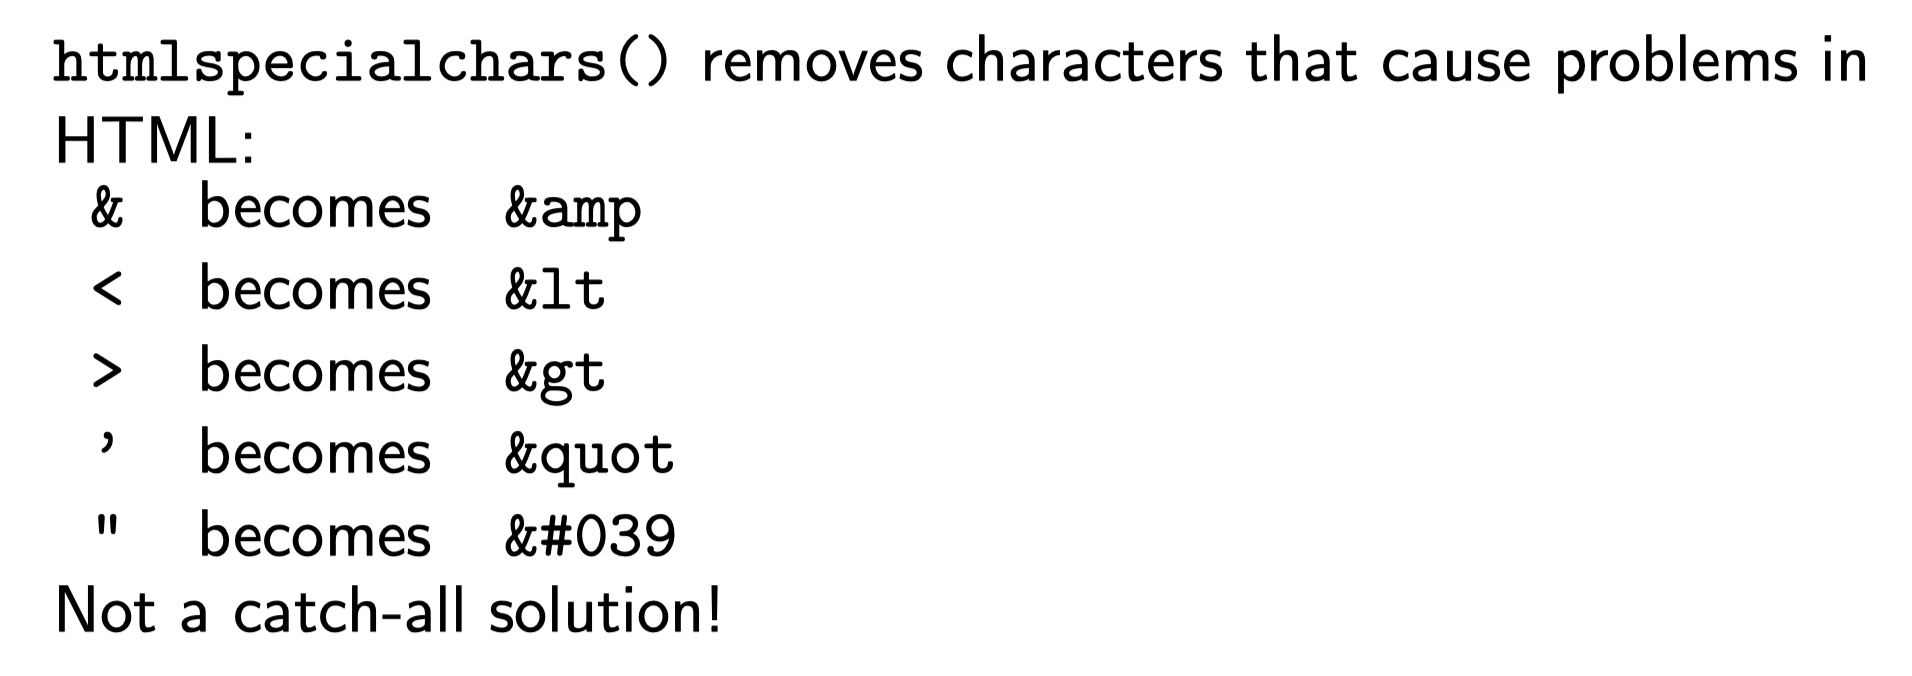 htmlspecialchars() removes characters that cause problems in
HTML:
& becomes &amp
< becomes &lt
> becomes &gt
’ becomes &quot
" becomes &#039
Not a catch-all solution!